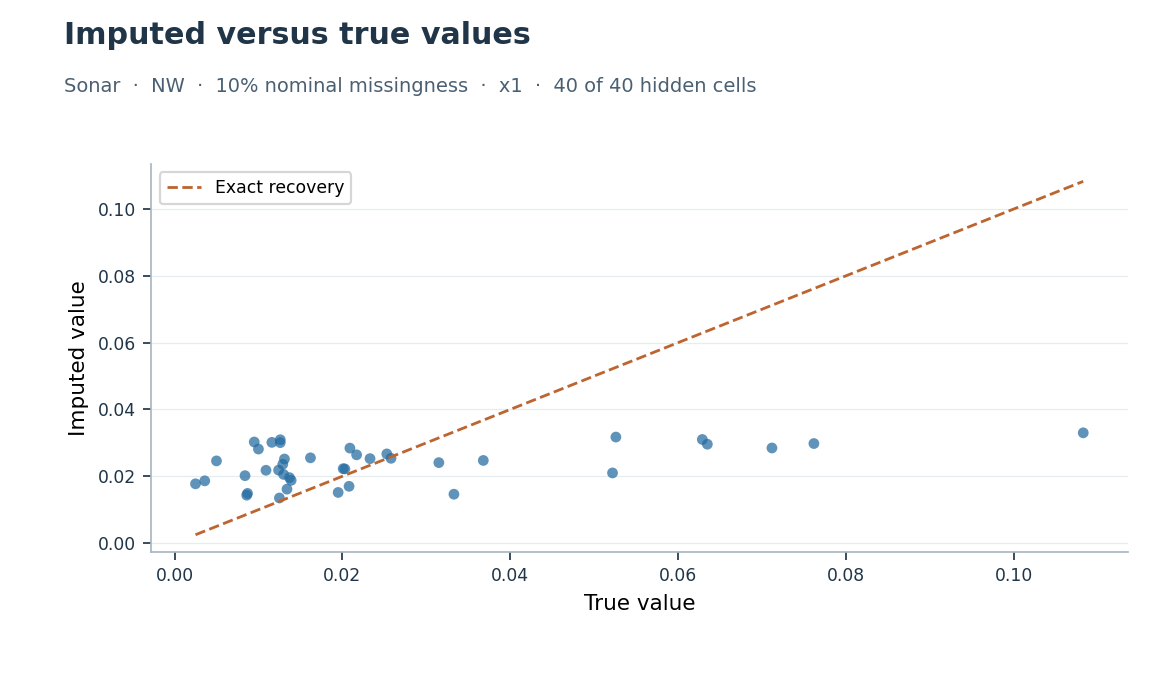 Imputed versus true values
Sonar · NW · 10% nominal missingness · x1 · 40 of 40 hidden cells
Exact recovery
Imputed value
0.10
0.08
0.06
0.04
0.02
0.00
0.00 0.02 0.04 0.06 0.08 0.10
True value